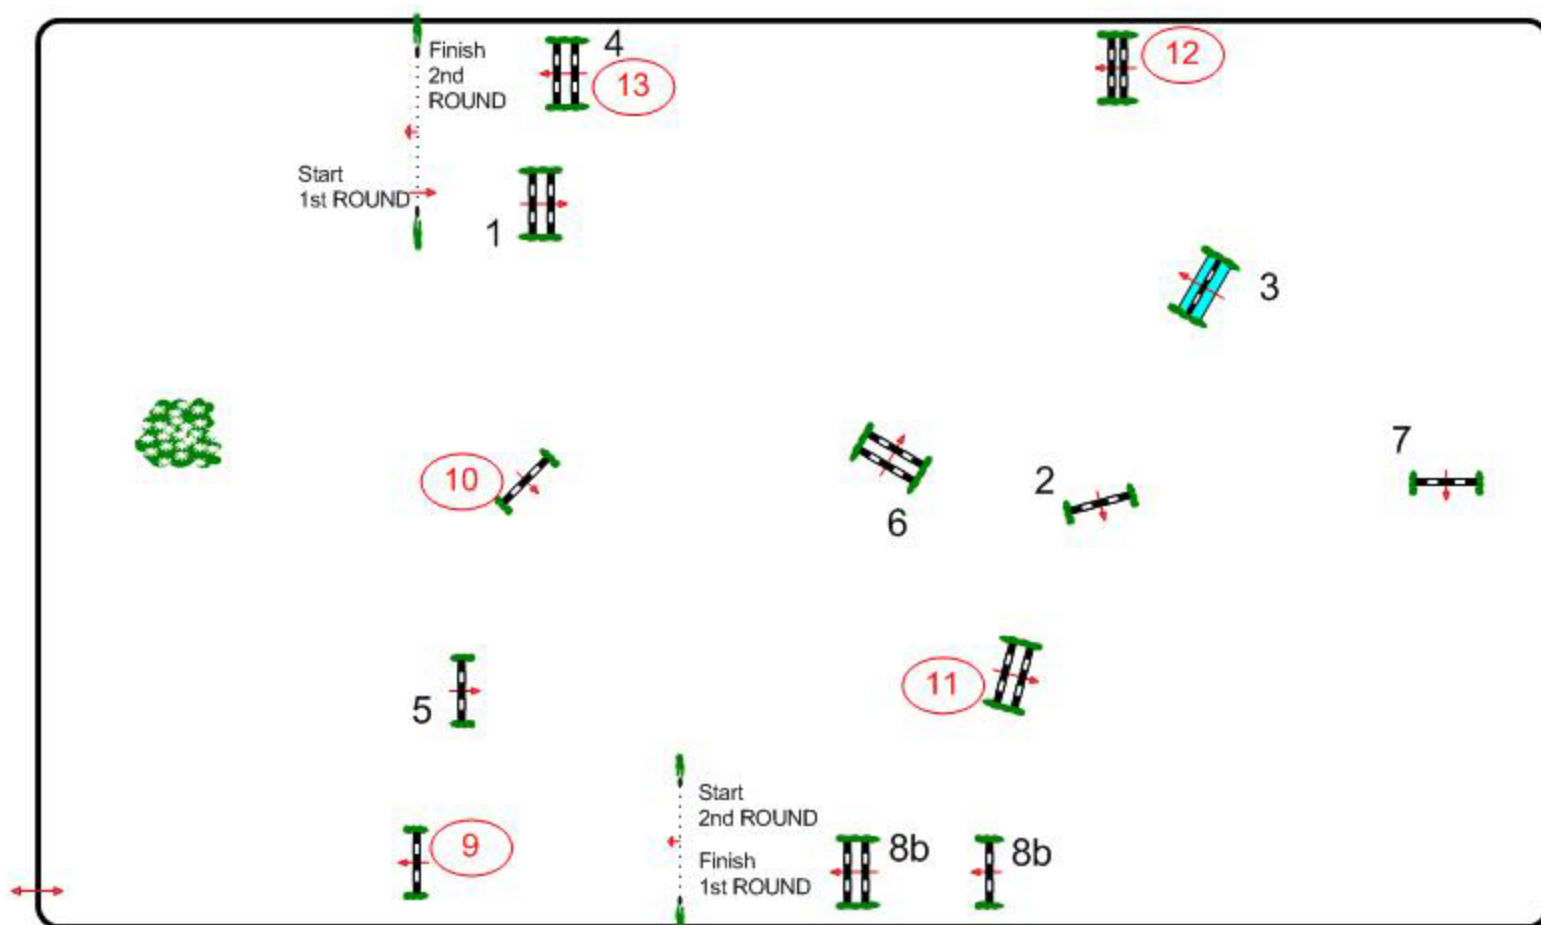 Finish
2nd
ROUND
4
13
12
Start
1st ROUND
1
3
7
10
2
6
11
5
Start
2nd ROUND
9
8b
8b
Finish
1st ROUND